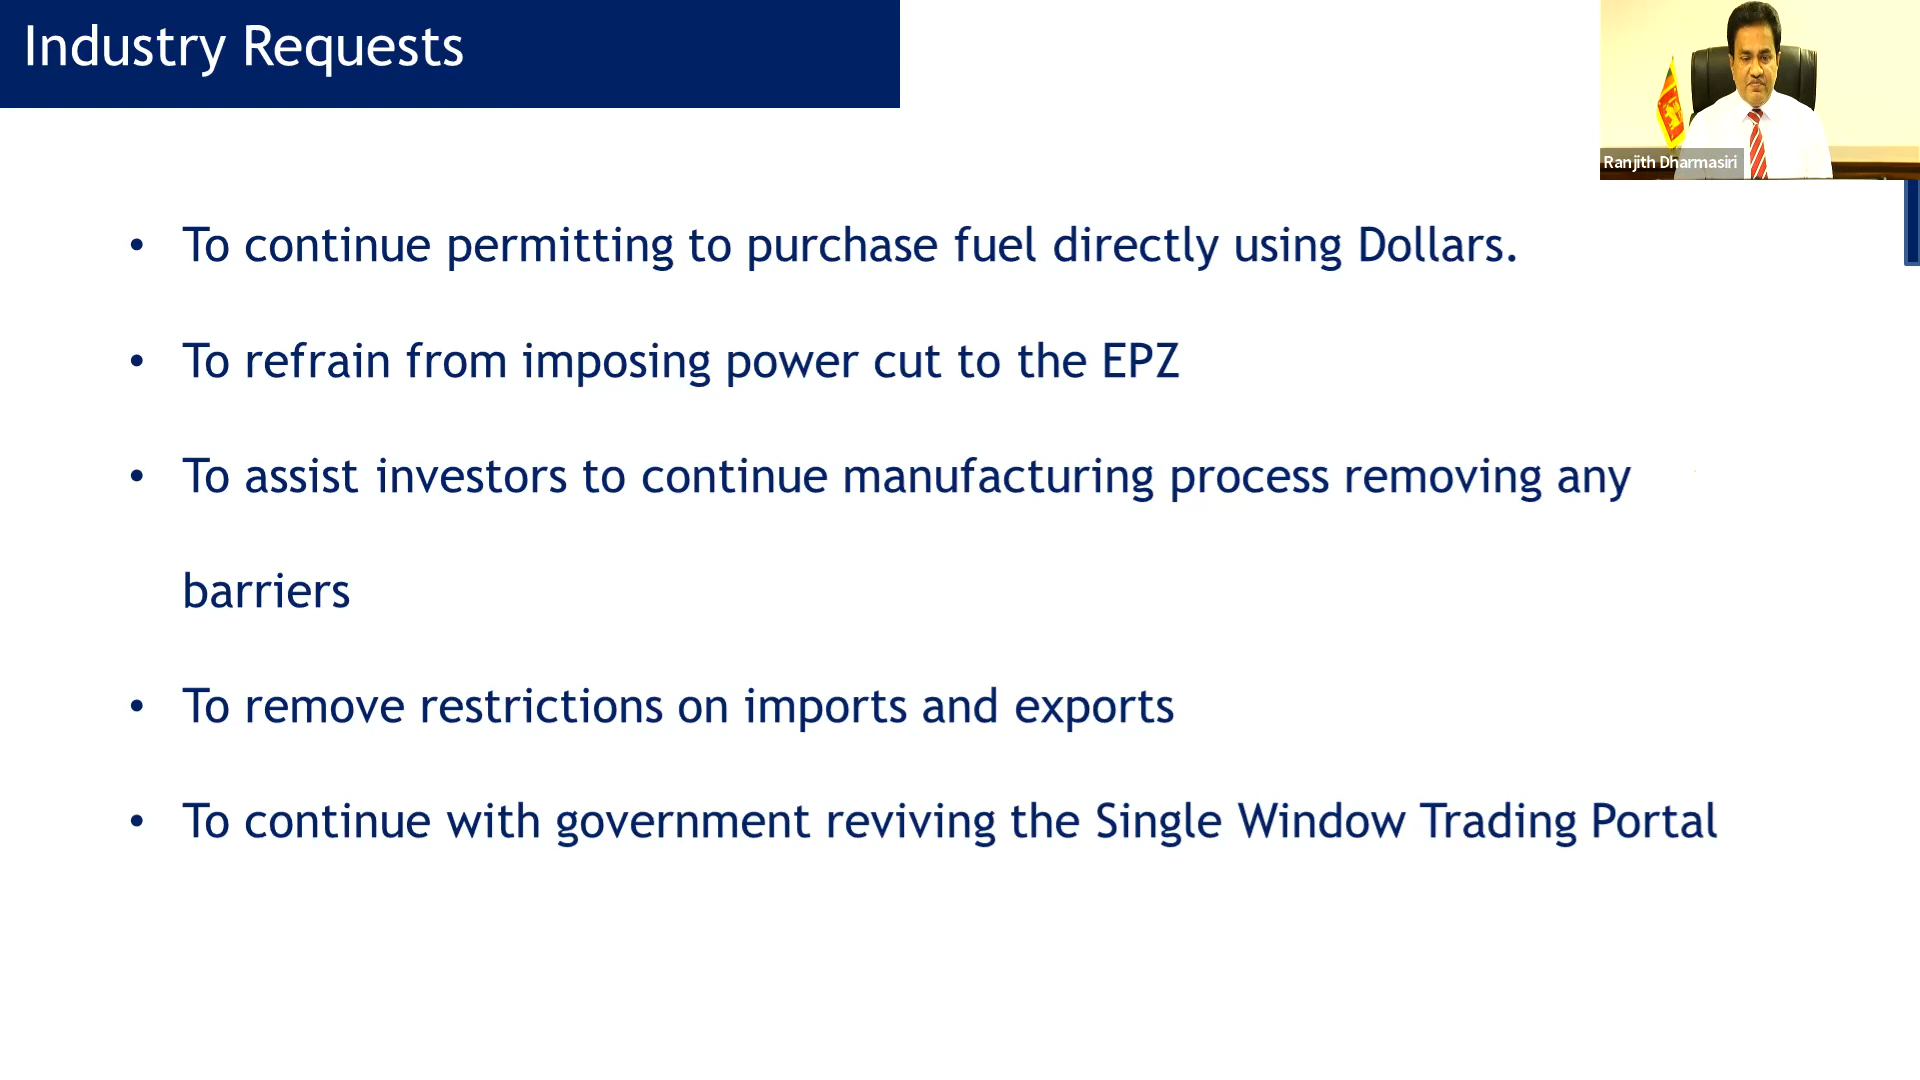 Industry Requests
Ranjith Dharmasiri
• To continue permitting to purchase fuel directly using Dollars.
• To refrain from imposing power cut to the EPZ
• To assist investors to continue manufacturing process removing any
barriers
• To remove restrictions on imports and exports
• To continue with government reviving the Single Window Trading Portal